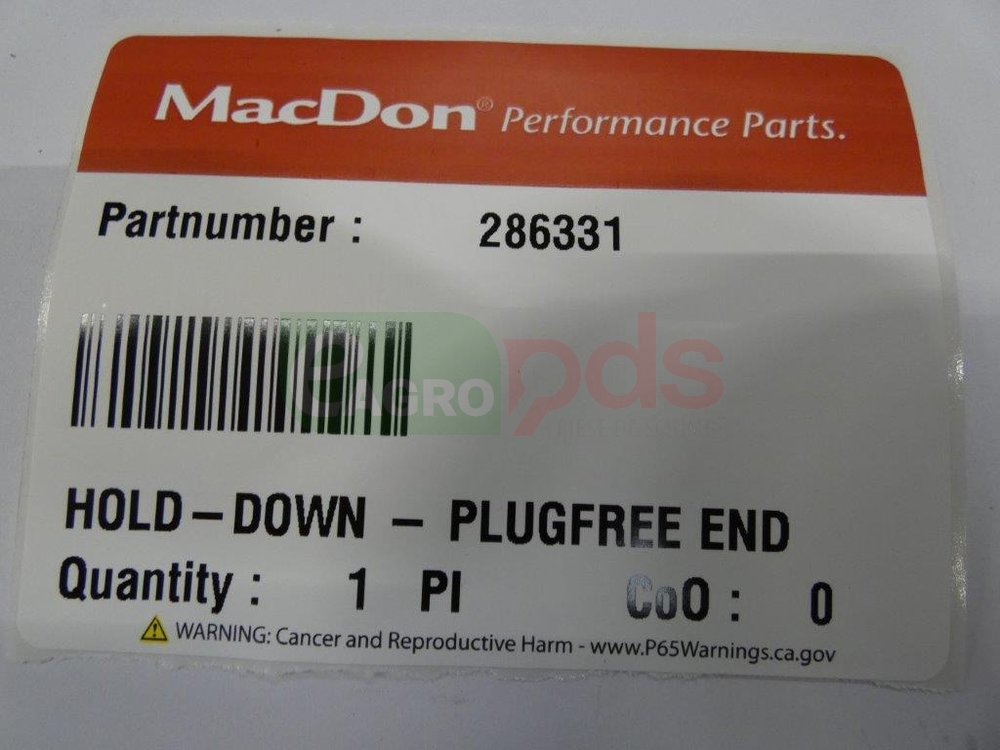 MacDon® Performance Parts.
Partnumber : 286331
eAGRO pds
HOLD-DOWN - PLUGFREE END
Quantity : 1 PI CoO : 0
WARNING: Cancer and Reproductive Harm - www.P65Warnings.ca.gov